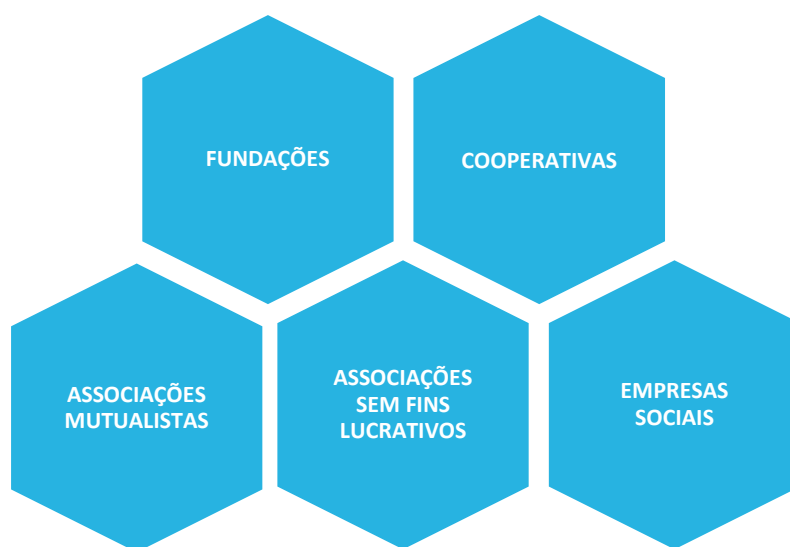 FUNDAÇÕES
COOPERATIVAS
ASSOCIAÇÕES
MUTUALISTAS
ASSOCIAÇÕES
SEM FINS
LUCRATIVOS
EMPRESAS
SOCIAIS